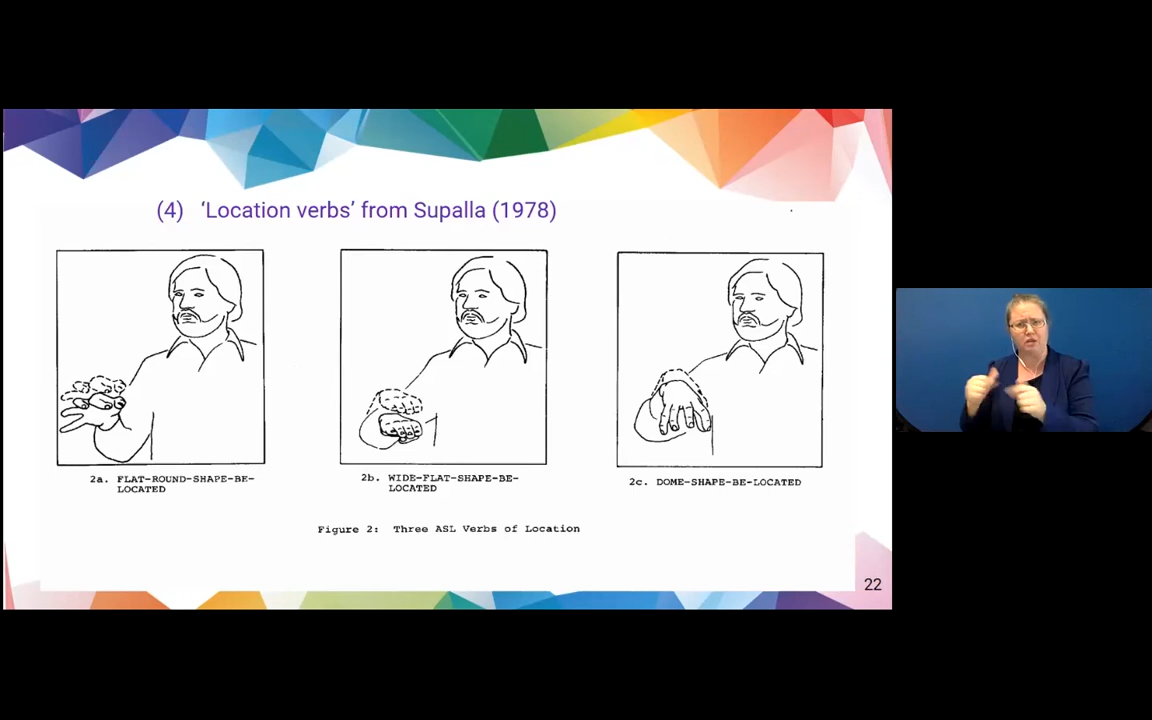 (4) ‘Location verbs’ from Supalla (1978)
2a. FLAT-ROUND-SHAPE-BE-
LOCATED
2b. WIDE-FLAT-SHAPE-BE-
LOCATED
2c. DOME-SHAPE-BE-LOCATED
Figure 2: Three ASL Verbs of Location
22